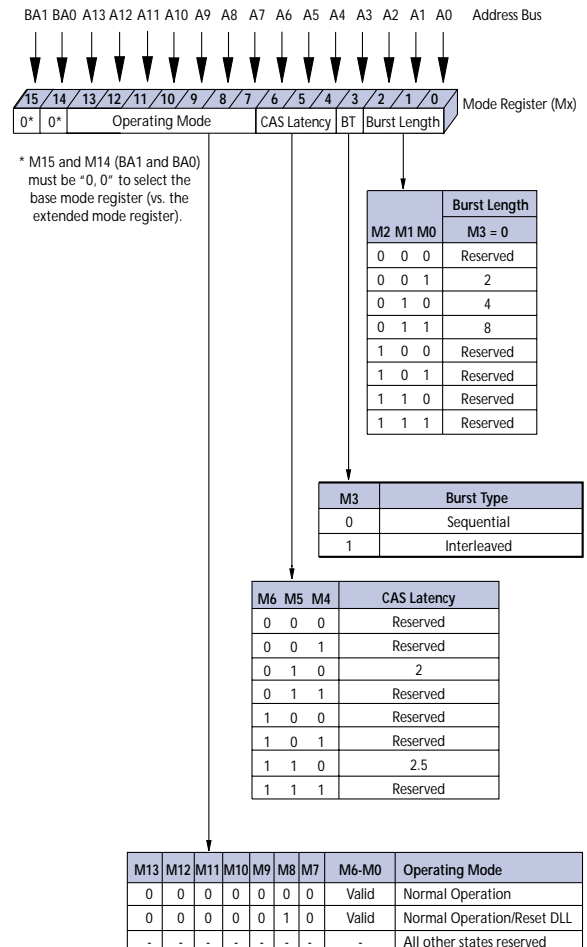 BA1 BA0 A13 A12 A11 A10 A9 A8 A7 A6 A5 A4 A3 A2 A1 A0 Address Bus
15 14 13 12 11 10 9 8 7 6 5 4 3 2 1 0 Mode Register (Mx)
0* 0* Operating Mode CAS Latency BT Burst Length
* M15 and M14 (BA1 and BA0)
must be "0, 0" to select the
base mode register (vs. the
extended mode register).
Burst Length
M2 M1 M0 M3 = 0
0 0 0 Reserved
0 0 1 2
0 1 0 4
0 1 1 8
1 0 0 Reserved
1 0 1 Reserved
1 1 0 Reserved
1 1 1 Reserved
M3 Burst Type
0 Sequential
1 Interleaved
M6 M5 M4 CAS Latency
0 0 0 Reserved
0 0 1 Reserved
0 1 0 2
0 1 1 Reserved
1 0 0 Reserved
1 0 1 Reserved
1 1 0 2.5
1 1 1 Reserved
M13 M12 M11 M10 M9 M8 M7 M6-M0 Operating Mode
0 0 0 0 0 0 0 Valid Normal Operation
0 0 0 0 0 1 0 Valid Normal Operation/Reset DLL
- - - - - - - - All other states reserved